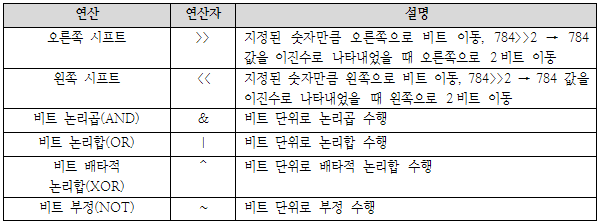 연산 연산자 설명
오른쪽 시프트 >> 지정된 숫자만큼 오른쪽으로 비트 이동, 784>>2 → 784
값을 이진수로 나타내었을 때 오른쪽으로 2비트 이동
왼쪽 시프트 << 지정된 숫자만큼 왼쪽으로 비트 이동, 784>>2 → 784 값을
이진수로 나타내었을 때 왼쪽으로 2비트 이동
비트 논리곱(AND) & 비트 단위로 논리곱 수행
비트 논리합(OR) | 비트 단위로 논리합 수행
비트 배타적 ^ 비트 단위로 배타적 논리합 수행
논리합(XOR)
비트 부정(NOT) ~ 비트 단위로 부정 수행